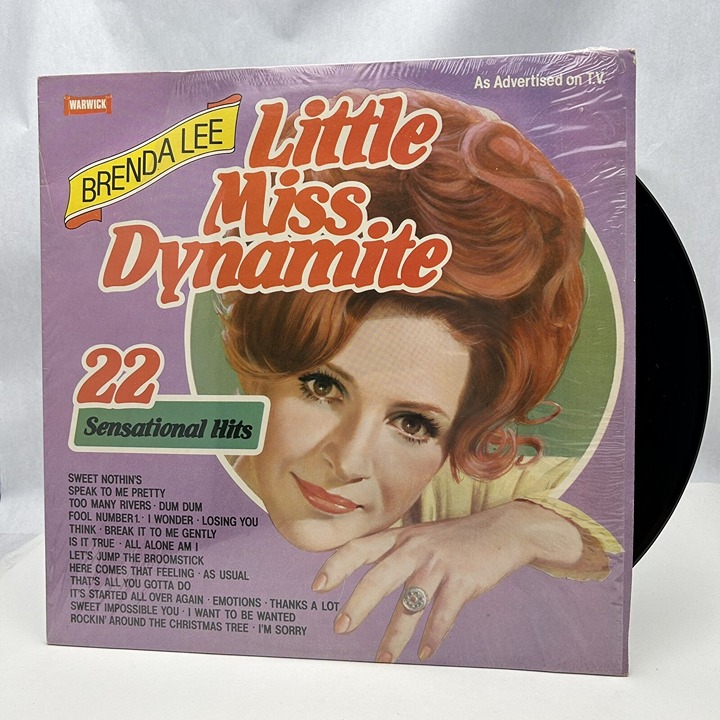 As Advertised on T.V.
WARWICK
BRENDA LEE
Little
Miss
Dynamite
22
Sensational Hits
SWEET NOTHIN'S
SPEAK TO ME PRETTY
TOO MANY RIVERS · DUM DUM
FOOL NUMBER 1. · I WONDER · LOSING YOU
THINK · BREAK IT TO ME GENTLY
IS IT TRUE · ALL ALONE AM I
LET'S JUMP THE BROOMSTICK
HERE COMES THAT FEELING · AS USUAL
THAT'S ALL YOU GOTTA DO
IT'S STARTED ALL OVER AGAIN · EMOTIONS · THANKS A LOT
SWEET IMPOSSIBLE YOU · I WANT TO BE WANTED
ROCKIN' AROUND THE CHRISTMAS TREE · I'M SORRY